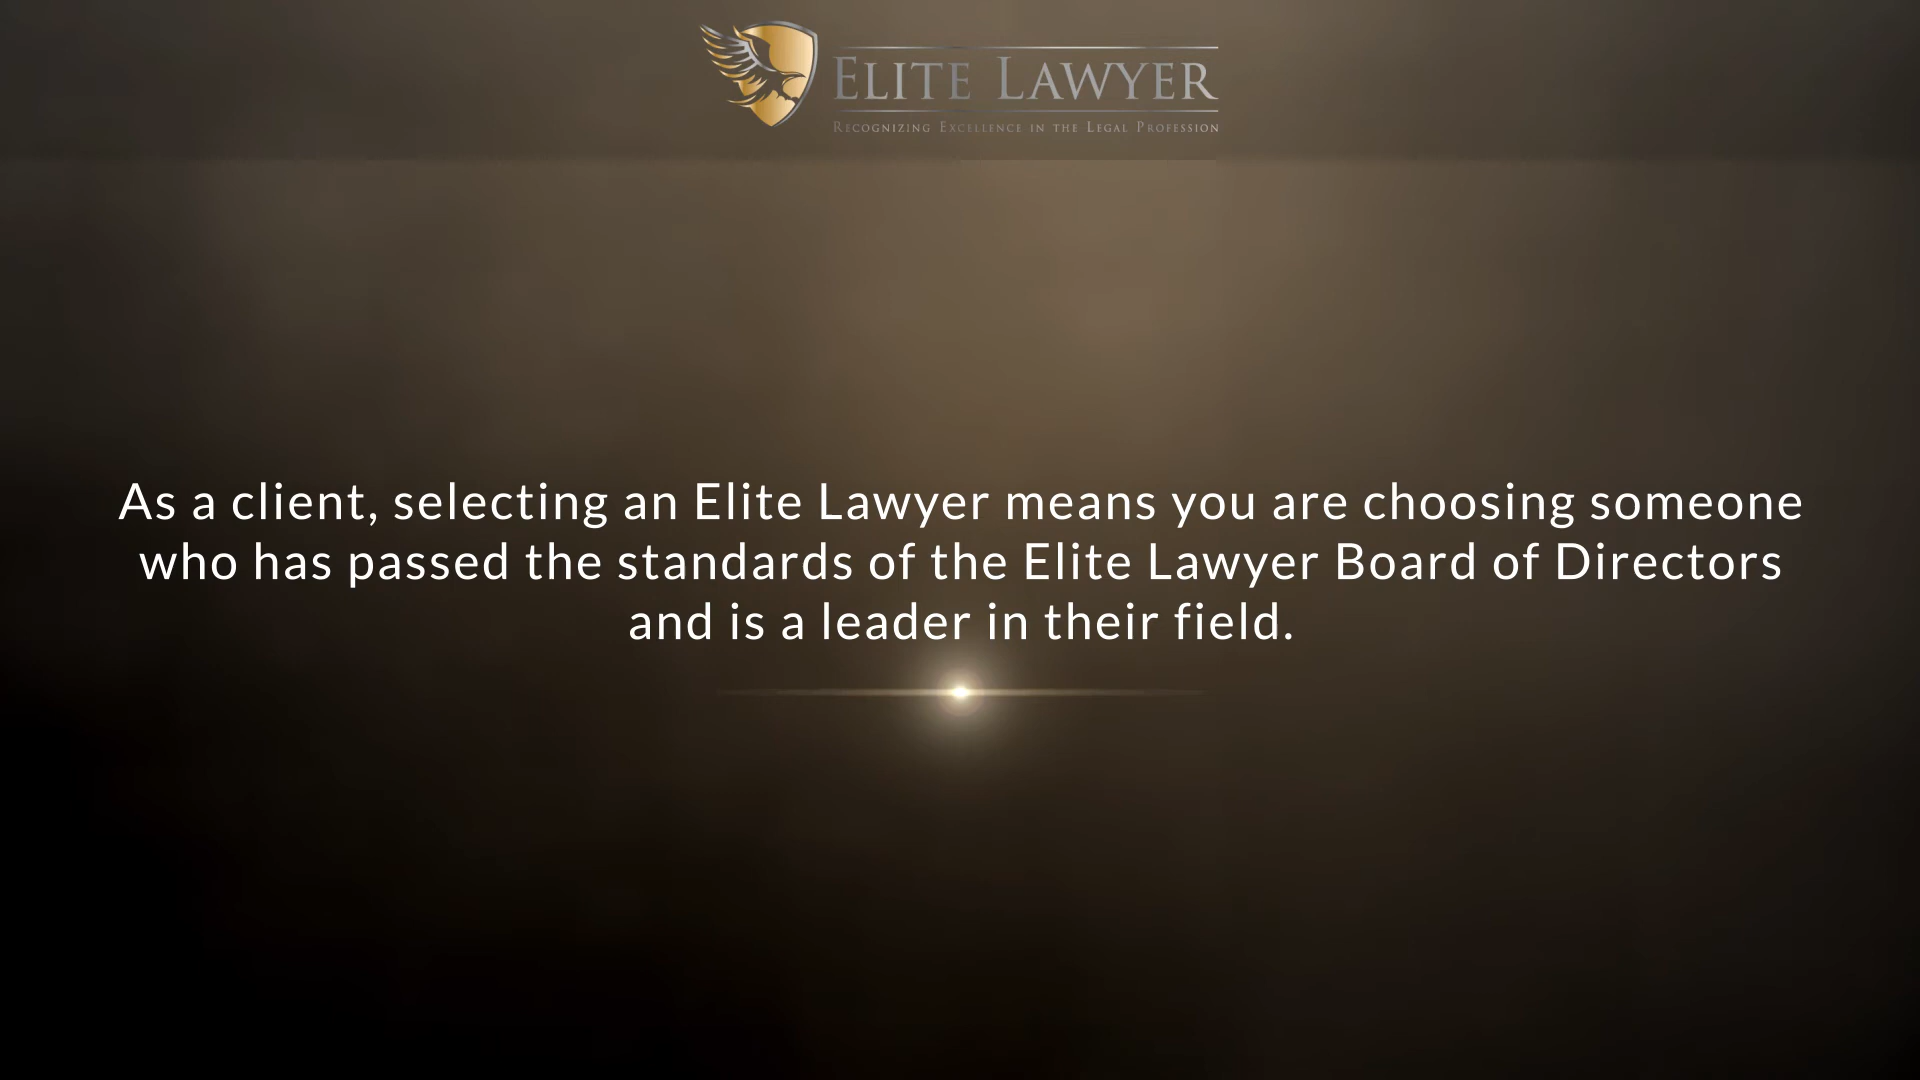 ELITE LAWYER
RECOGNIZING EXCELLENCE IN THE LEGAL PROFESSION
As a client, selecting an Elite Lawyer means you are choosing someone
who has passed the standards of the Elite Lawyer Board of Directors
and is a leader in their field.